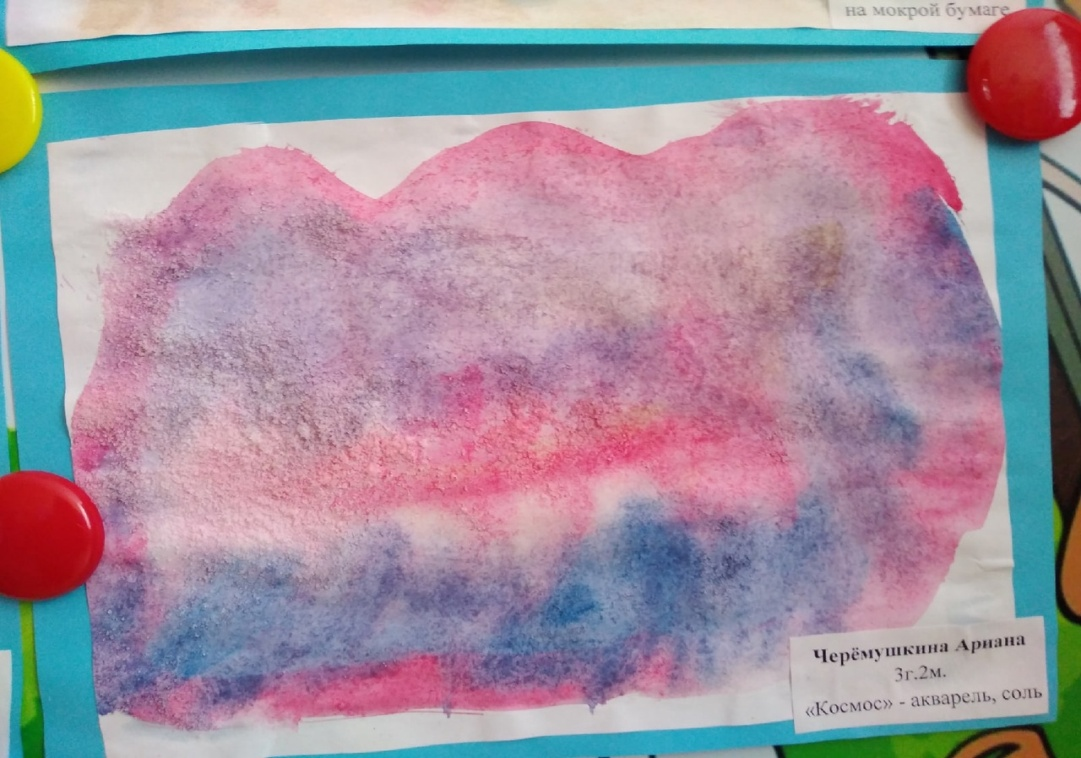 на мокрой бумаге
Черёмушкина Ариана
3г.2м.
«Космос» - акварель, соль